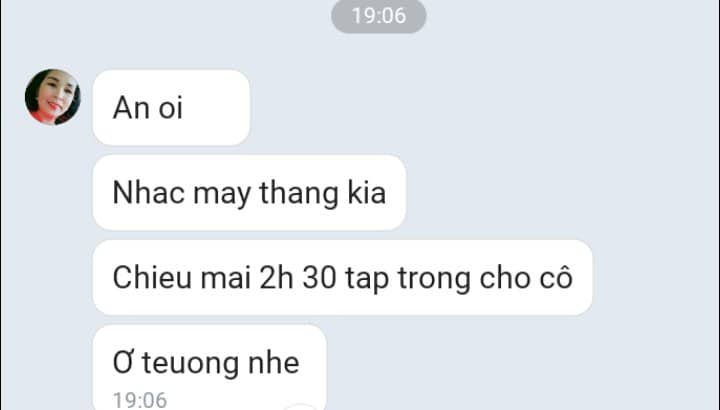 19:06
An oi
Nhac may thang kia
Chieu mai 2h 30 tap trong cho cô
Ơ teuong nhe
19:06